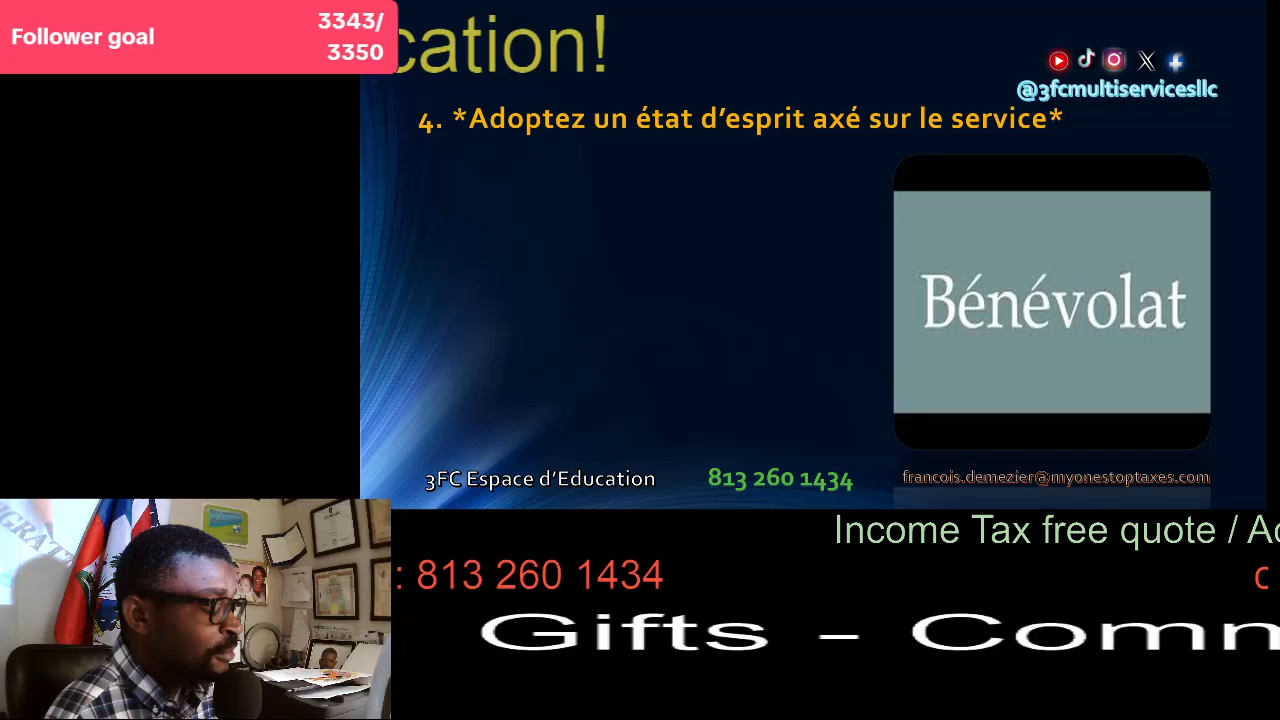 Follower goal
3343/
3350
cation!
@3fcmultiservicesllc
4. *Adoptez un état d’esprit axé sur le service*
Bénévolat
3FC Espace d’Education
813 260 1434
francois.demezier@myonestoptaxes.com
Income Tax free quote / Ac
: 813 260 1434
c
Gifts – Comm